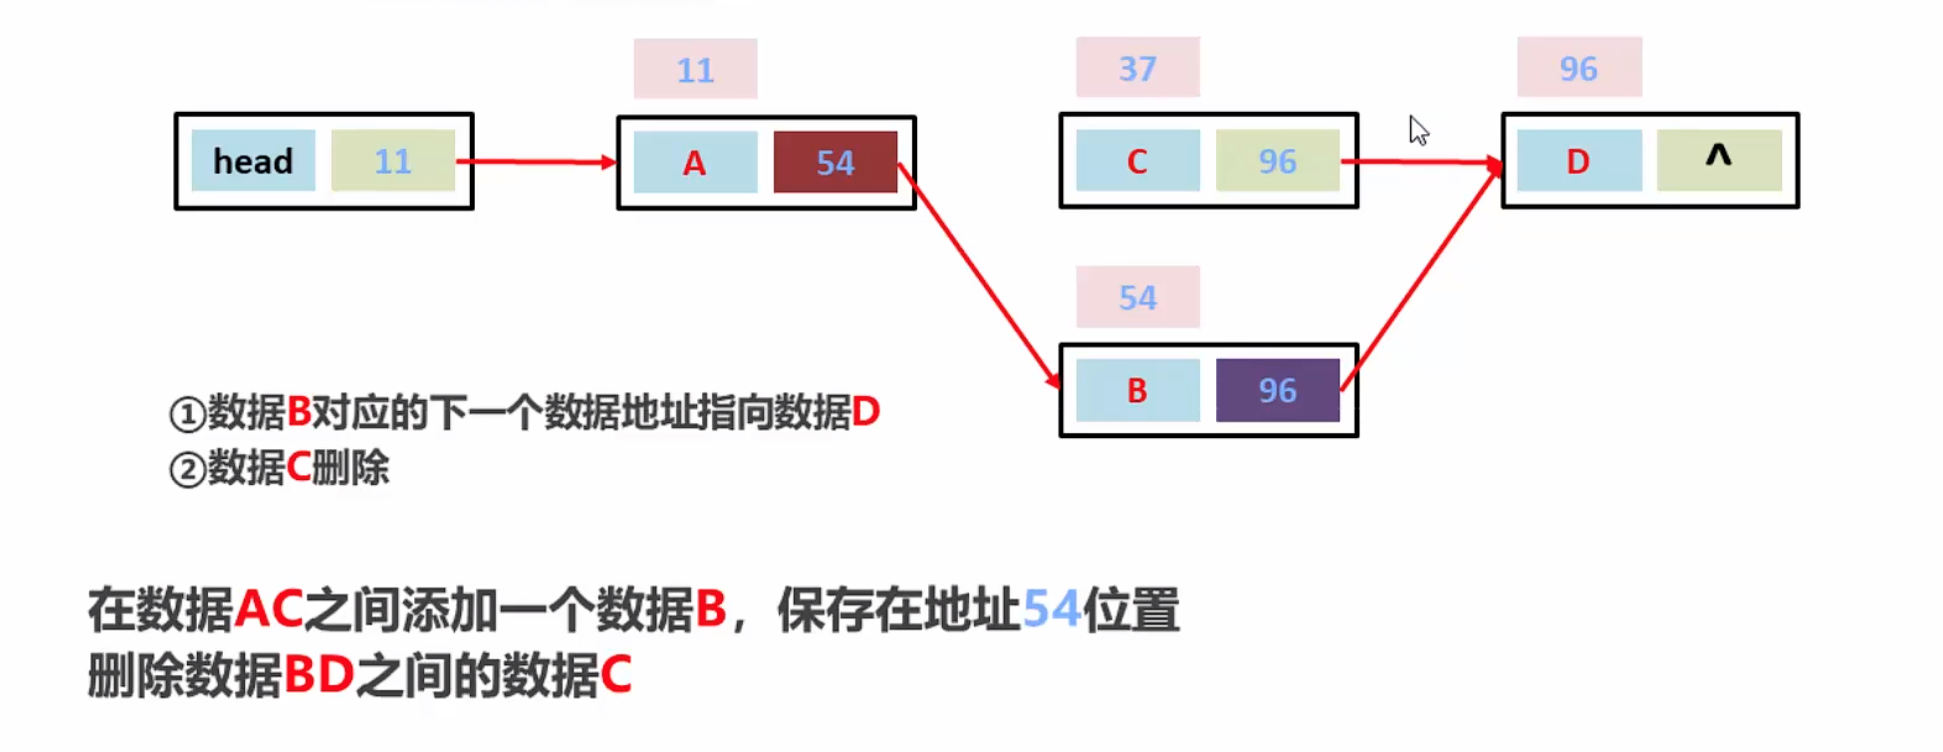 11 37 96
head 11 A 54 C 96 D ^
54
B 96
①数据B对应的下一个数据地址指向数据D
②数据C删除
在数据AC之间添加一个数据B，保存在地址54位置
删除数据BD之间的数据C